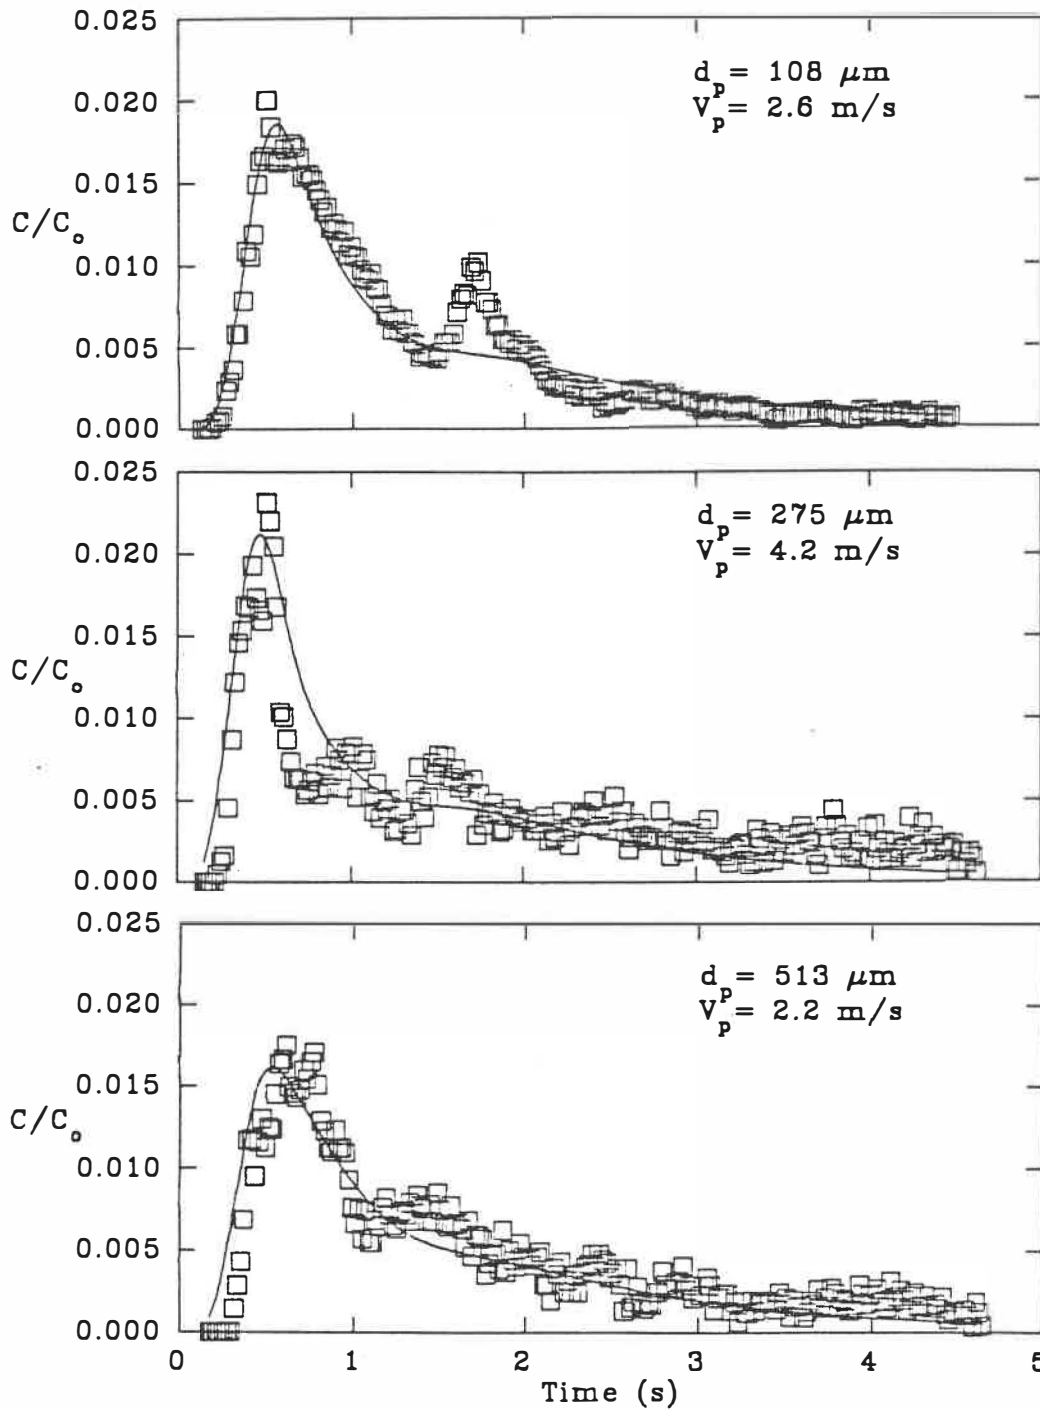 0.025
d_p = 108 μm
0.020
V_p = 2.6 m/s
0.015
C/C_o
0.010
0.005
0.000
0.025
d_p = 275 μm
0.020
V_p = 4.2 m/s
0.015
C/C_o
0.010
0.005
0.000
0.025
d_p = 513 μm
0.020
V_p = 2.2 m/s
0.015
C/C_o
0.010
0.005
0.000
0 1 2 3 4 5
Time (s)